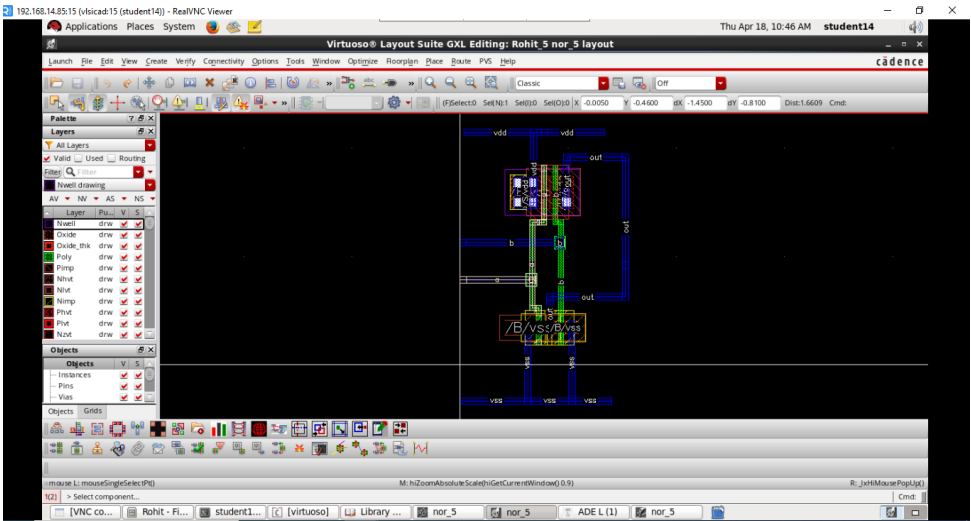 192.168.14.85:15 (vlsicad:15 (student14)) - RealVNC Viewer
Applications Places System Thu Apr 18, 10:46 AM student14
Virtuoso® Layout Suite GXL Editing: Rohit_5 nor_5 layout
Launch File Edit View Create Verify Connectivity Options Tools Window Optimize Floorplan Place Route PVS Help cādence
Classic Off
(F)Select:0 Sel(N):1 Sel(I):0 Sel(O):0 X -0.0050 Y -0.4600 dX -1.4500 dY -0.8100 Dist:1.6609 Cmd:
Palette
Layers
All Layers
Valid Used Routing
Filter Filter
Nwell drawing
AV NV AS NS
Layer Pu... V S
Nwell drw
Oxide drw
Oxide_thk drw
Poly drw
Pimp drw
Nhvt drw
Nlvt drw
Nimp drw
Phvt drw
Plvt drw
Nzvt drw
Objects
Objects V S
Instances
Pins
Vias
Objects Grids
vdd vdd
out
vdd
/S/vdd
out
out
b
b
a
b
out
out
/B/vss /B/vss
vss vss
vss vss vss
mouse L: mouseSingleSelectPt() M: hiZoomAbsoluteScale(hiGetCurrentWindow() 0.9) R: _lxHiMousePopUp()
1(2) > Select component... Cmd:
[VNC co... Rohit - Fi... student1... [virtuoso] Library ... nor_5 nor_5 ADE L (1) nor_5